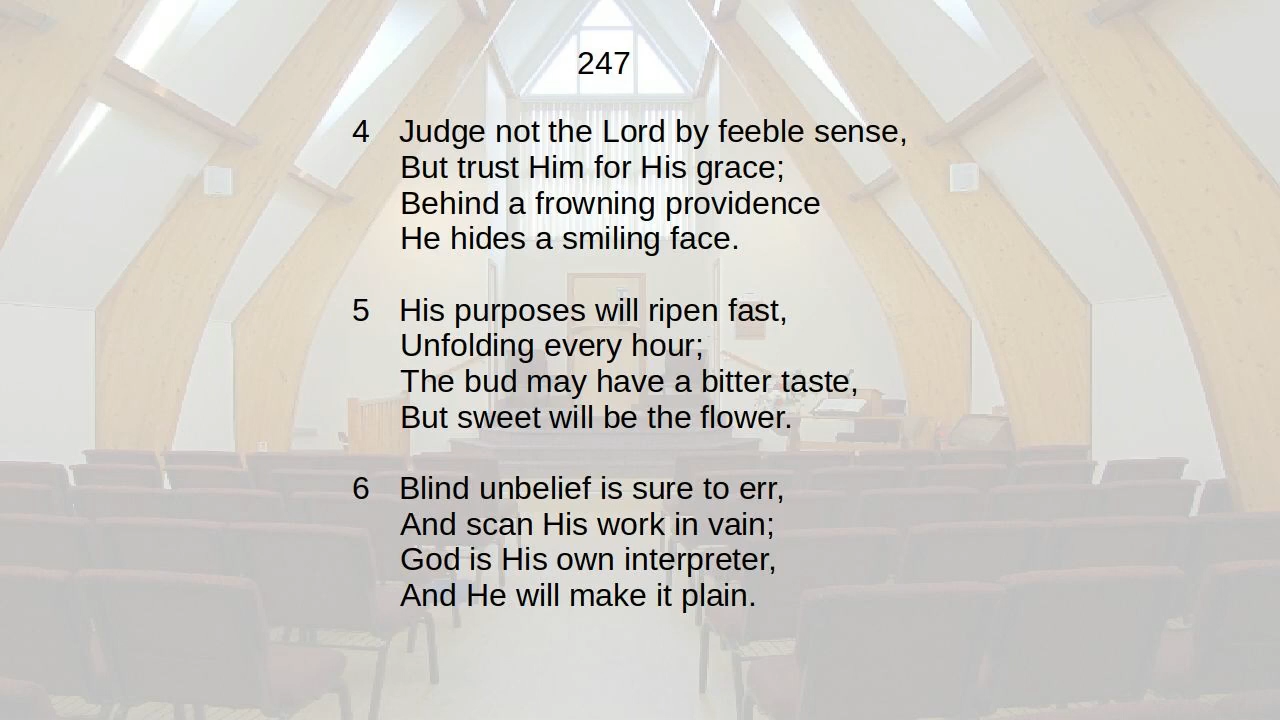 247
4 Judge not the Lord by feeble sense,
But trust Him for His grace;
Behind a frowning providence
He hides a smiling face.
5 His purposes will ripen fast,
Unfolding every hour;
The bud may have a bitter taste,
But sweet will be the flower.
6 Blind unbelief is sure to err,
And scan His work in vain;
God is His own interpreter,
And He will make it plain.